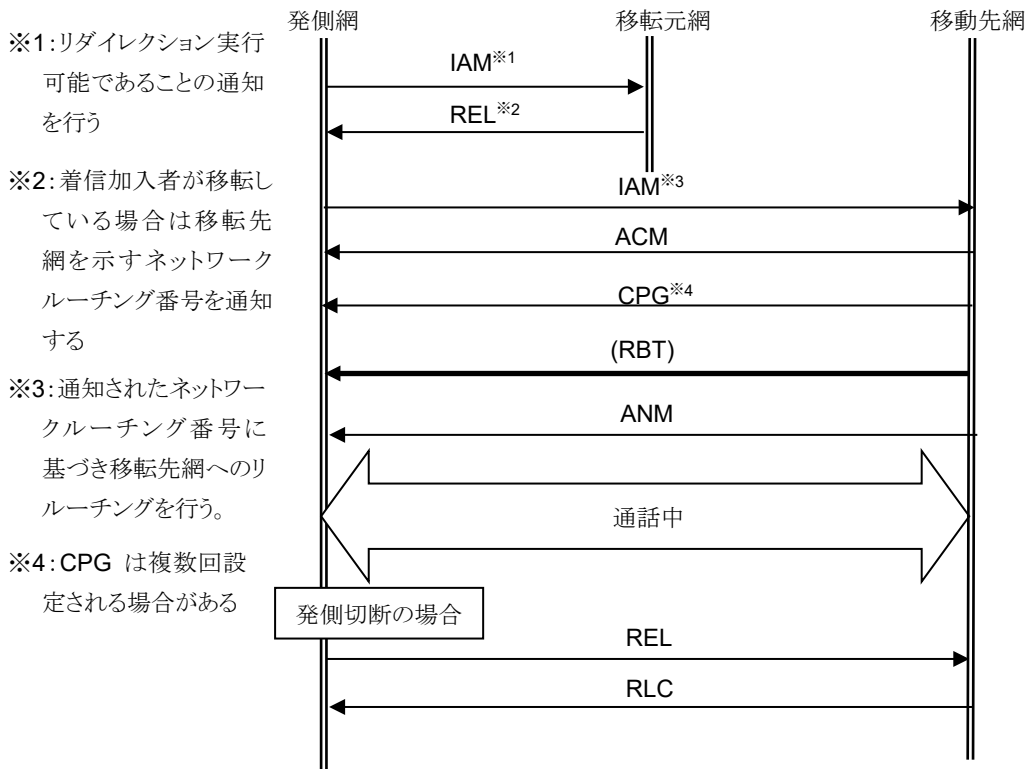 発側網
移転元網
移動先網
※1:リダイレクション実行
可能であることの通知
を行う
※2:着信加入者が移転し
ている場合は移転先
網を示すネットワーク
ルーチング番号を通知
する
※3:通知されたネットワー
クルーチング番号に
基づき移転先網へのリ
ルーチングを行う。
※4:CPG は複数回設
定される場合がある
IAM※1
REL※2
IAM※3
ACM
CPG※4
(RBT)
ANM
通話中
発側切断の場合
REL
RLC